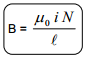 B = μ₀ i N / ℓ